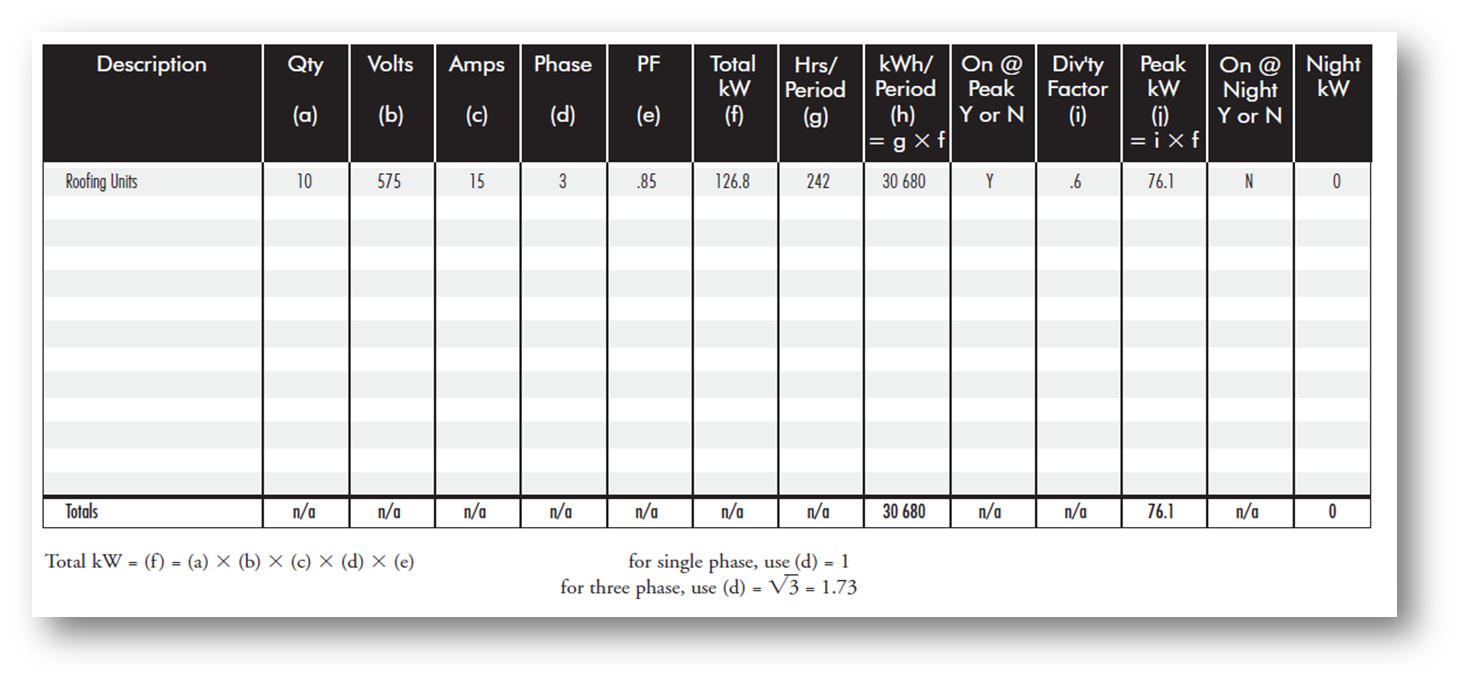 Description Qty (a) Volts (b) Amps (c) Phase (d) PF (e) Total kW (f) Hrs/ Period (g) kWh/ Period (h) = g × f On @ Peak Y or N Div'ty Factor (i) Peak kW (j) = i × f On @ Night Y or N Night kW
Roofing Units 10 575 15 3 .85 126.8 242 30 680 Y .6 76.1 N 0
Totals n/a n/a n/a n/a n/a n/a n/a 30 680 n/a n/a 76.1 n/a 0
Total kW = (f) = (a) × (b) × (c) × (d) × (e) for single phase, use (d) = 1
for three phase, use (d) = √3 = 1.73